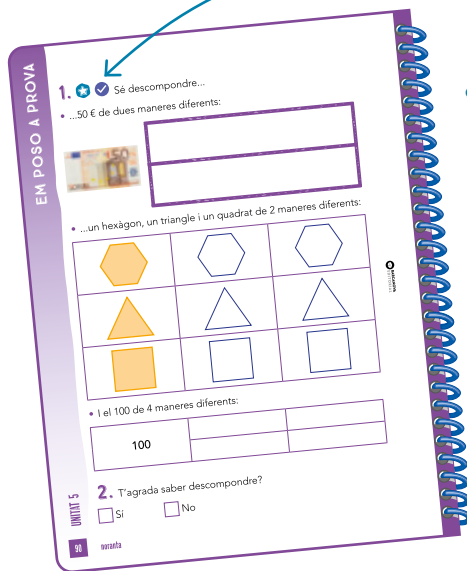 EM POSO A PROVA
1. Sé descompondre...
• ...50 € de dues maneres diferents:
• ...un hexàgon, un triangle i un quadrat de 2 maneres diferents:
• I el 100 de 4 maneres diferents:
100
2. T'agrada saber descompondre?
Sí
No
UNITAT 5
90
noranta
BARCANOVA